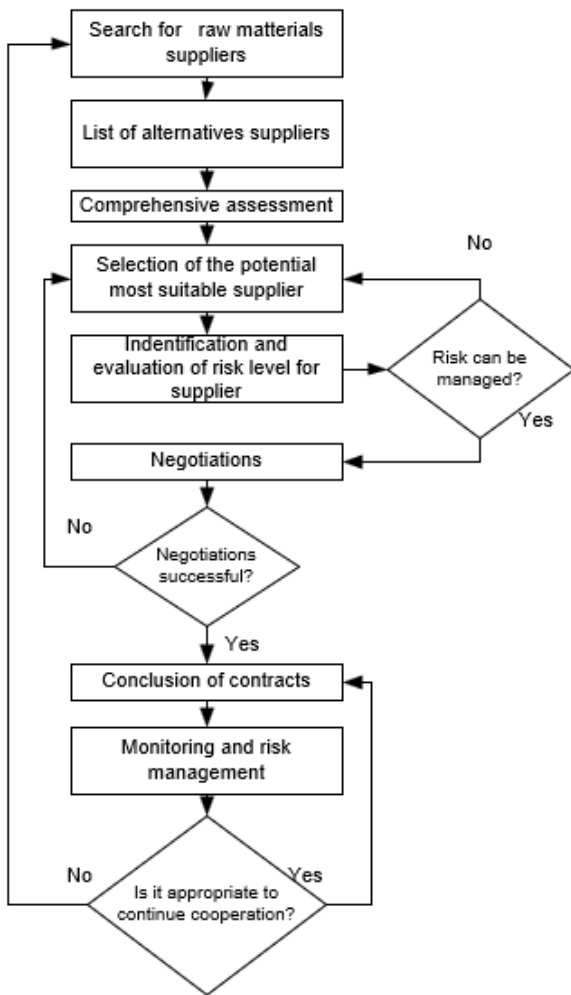 Search for raw matterials
suppliers
List of alternatives suppliers
Comprehensive assessment
No
Selection of the potential
most suitable supplier
Indentification and
evaluation of risk level for
supplier
Risk can be
managed?
Yes
Negotiations
No
Negotiations
successful?
Yes
Conclusion of contracts
Monitoring and risk
management
No
Yes
Is it appropriate to
continue cooperation?